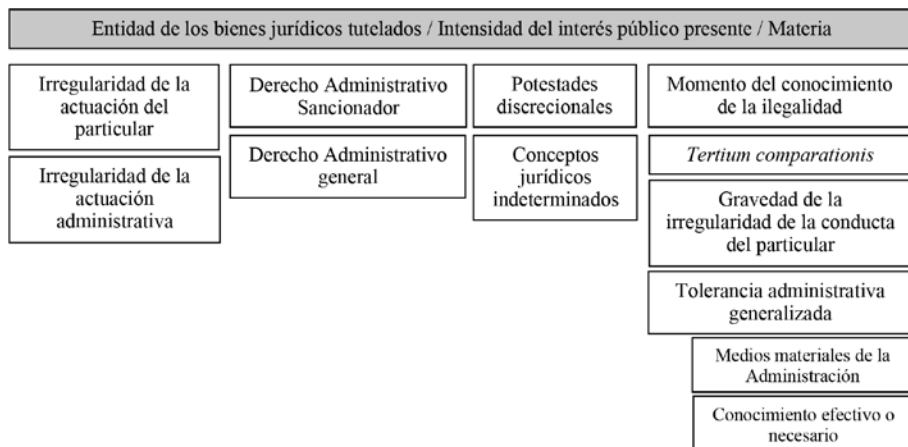 Entidad de los bienes jurídicos tutelados / Intensidad del interés público presente / Materia
Irregularidad de la
actuación del
particular
Irregularidad de la
actuación
administrativa
Derecho Administrativo
Sancionador
Derecho Administrativo
general
Potestades
discrecionales
Conceptos
jurídicos
indeterminados
Momento del conocimiento
de la ilegalidad
Tertium comparationis
Gravedad de la
irregularidad de la conducta
del particular
Tolerancia administrativa
generalizada
Medios materiales de la
Administración
Conocimiento efectivo o
necesario